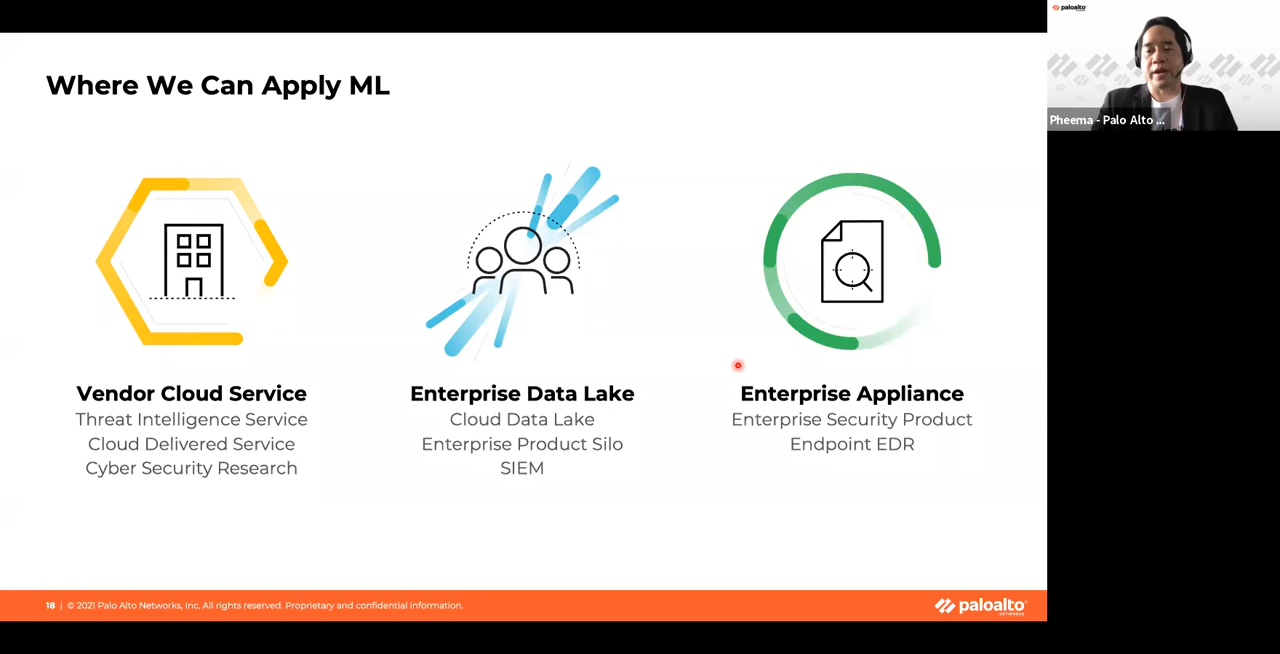 Where We Can Apply ML
Vendor Cloud Service
Threat Intelligence Service
Cloud Delivered Service
Cyber Security Research
Enterprise Data Lake
Cloud Data Lake
Enterprise Product Silo
SIEM
Enterprise Appliance
Enterprise Security Product
Endpoint EDR
18 | © 2021 Palo Alto Networks, Inc. All rights reserved. Proprietary and confidential information.
paloalto
NETWORKS
paloalto
Pheema - Palo Alto ...